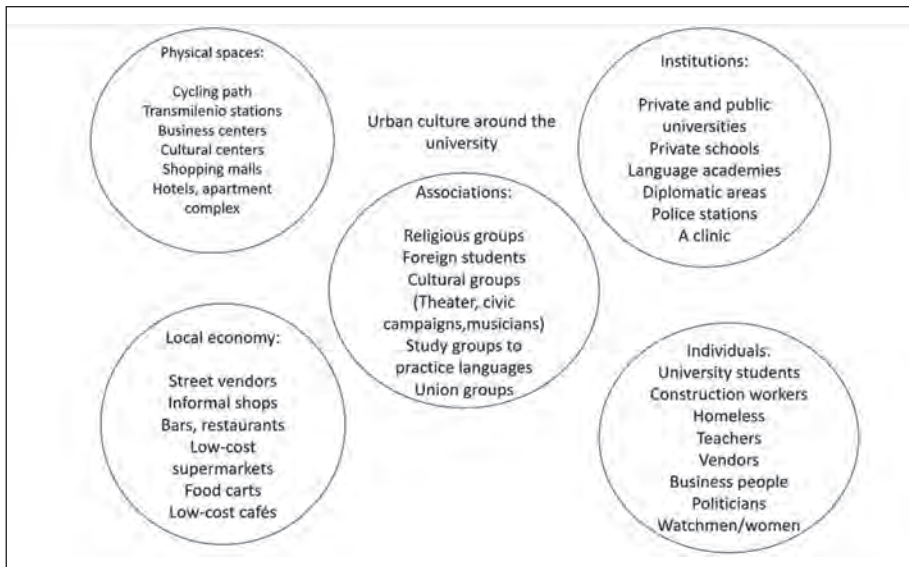 Physical spaces:
Cycling path
Transmilenio stations
Business centers
Cultural centers
Shopping malls
Hotels, apartment
complex
Urban culture around the
university
Institutions:
Private and public
universities
Private schools
Language academies
Diplomatic areas
Police stations
A clinic
Associations:
Religious groups
Foreign students
Cultural groups
(Theater, civic
campaigns,musicians)
Study groups to
practice languages
Union groups
Local economy:
Street vendors
Informal shops
Bars, restaurants
Low-cost
supermarkets
Food carts
Low-cost cafés
Individuals:
University students
Construction workers
Homeless
Teachers
Vendors
Business people
Politicians
Watchmen/women